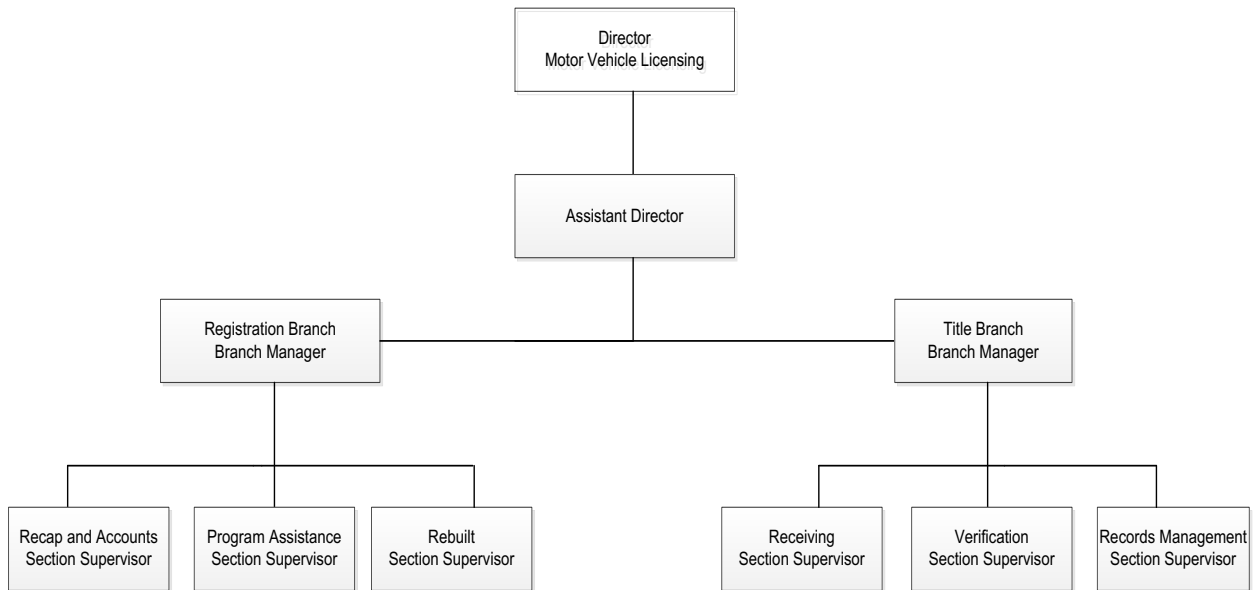 Director
Motor Vehicle Licensing
Assistant Director
Registration Branch
Branch Manager
Title Branch
Branch Manager
Recap and Accounts
Section Supervisor
Program Assistance
Section Supervisor
Rebuilt
Section Supervisor
Receiving
Section Supervisor
Verification
Section Supervisor
Records Management
Section Supervisor